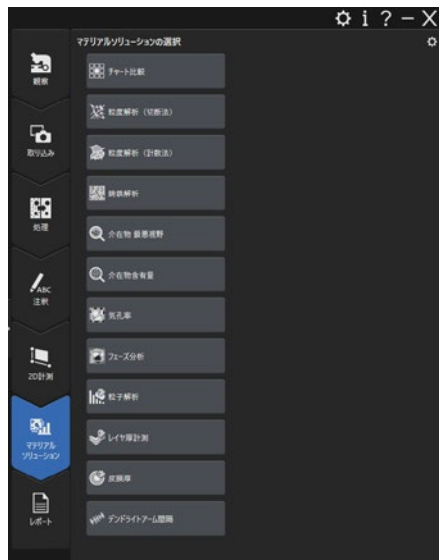 i ? － X
マテリアルソリューションの選択
観察
チャート比較
粒度解析（切断法）
取り込み
粒度解析（計数法）
鋳鉄解析
処理
介在物 最悪視野
介在物含有量
ABC
注釈
気孔率
フェーズ分析
2D計測
粒子解析
マテリアル
ソリューション
レイヤ厚計測
皮膜厚
レポート
デンドライトアーム間隔